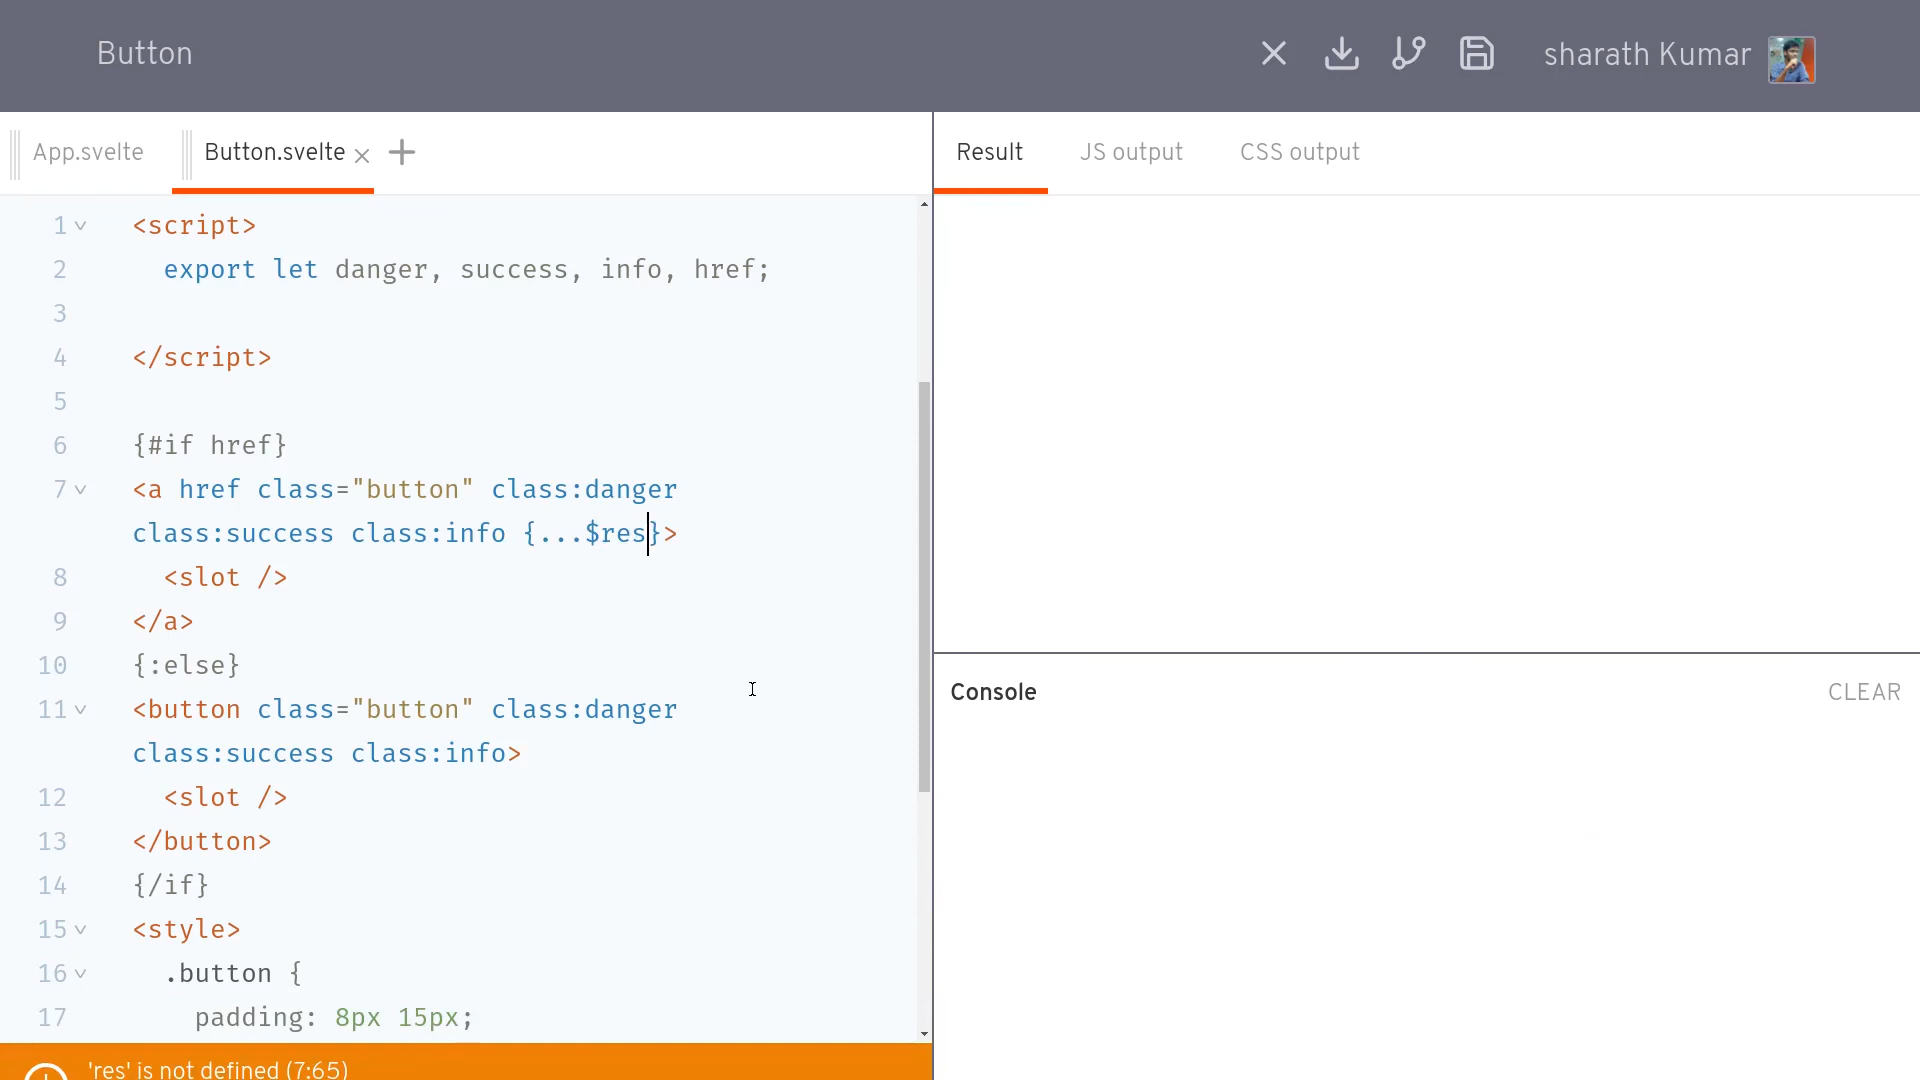 Button
sharath Kumar
App.svelte
Button.svelte
Result
JS output
CSS output
1 <script>
2 export let danger, success, info, href;
3
4 </script>
5
6 {#if href}
7 <a href class="button" class:danger
class:success class:info {...$res}>
8 <slot />
9 </a>
10 {:else}
11 <button class="button" class:danger
class:success class:info>
12 <slot />
13 </button>
14 {/if}
15 <style>
16 .button {
17 padding: 8px 15px;
'res' is not defined (7:65)
Console
CLEAR